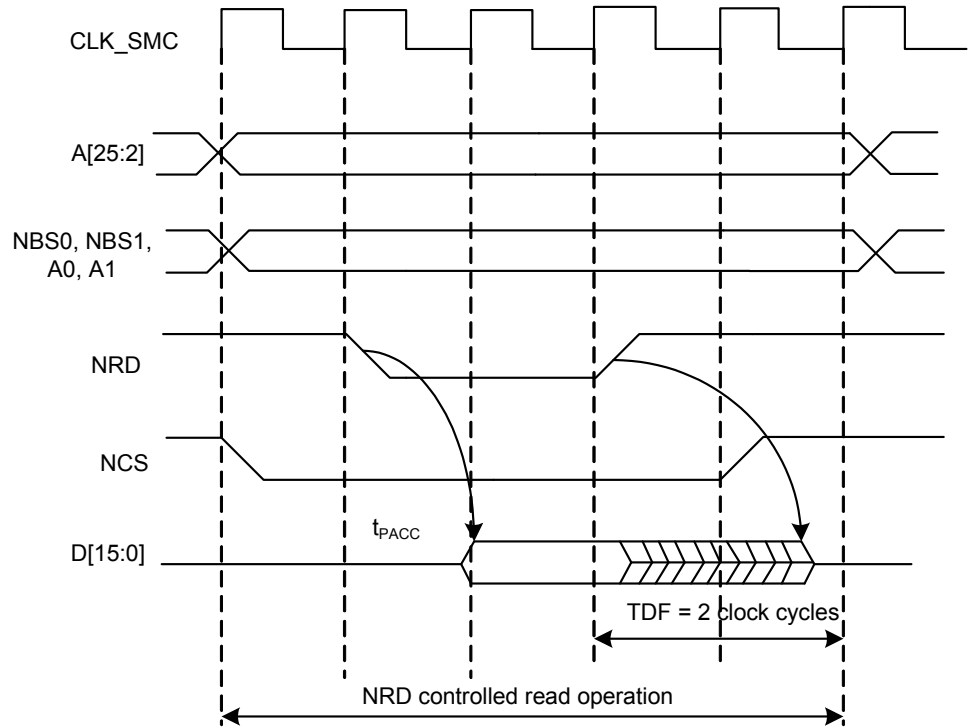 CLK_SMC
A[25:2]
NBS0, NBS1,
A0, A1
NRD
NCS
tPACC
D[15:0]
TDF = 2 clock cycles
NRD controlled read operation